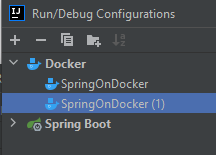 Run/Debug Configurations
Docker
SpringOnDocker
SpringOnDocker (1)
Spring Boot